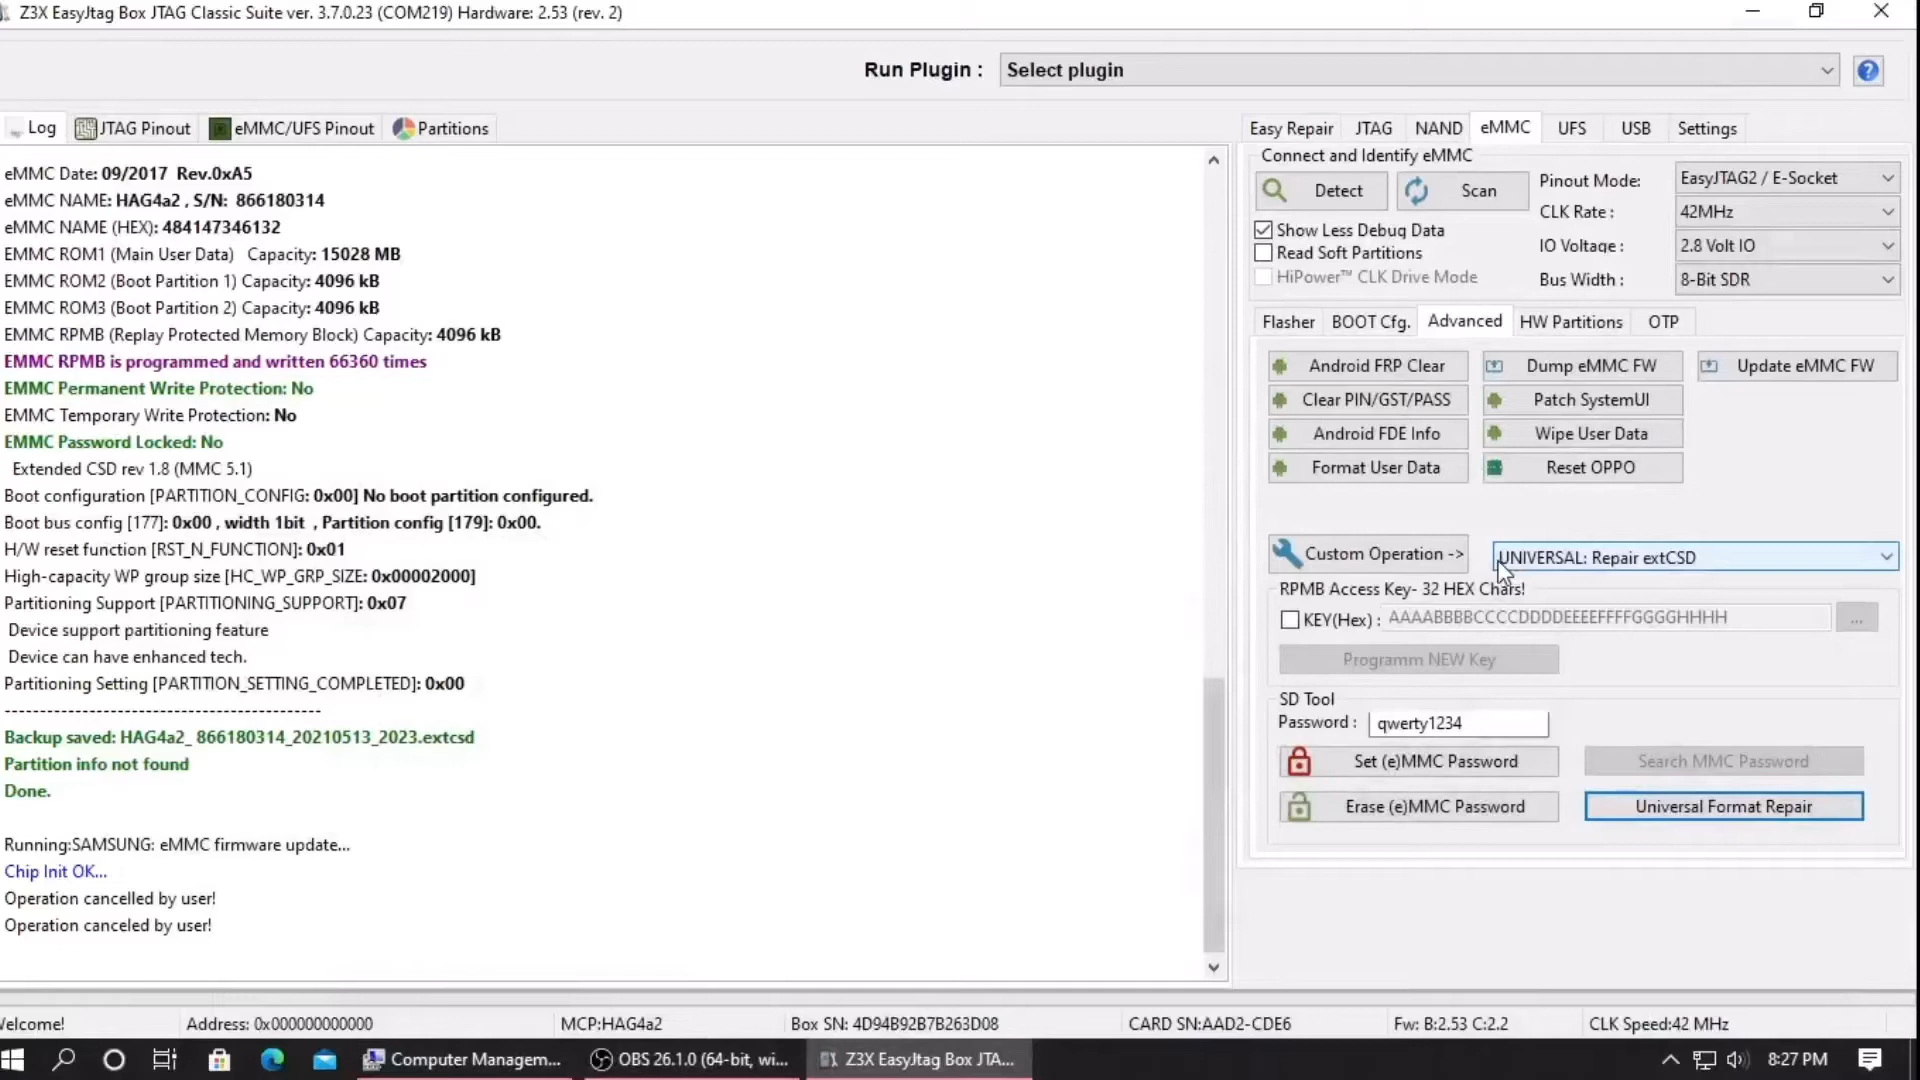 Z3X EasyJtag Box JTAG Classic Suite ver. 3.7.0.23 (COM219) Hardware: 2.53 (rev. 2)
Run Plugin : Select plugin
Log JTAG Pinout eMMC/UFS Pinout Partitions
eMMC Date: 09/2017 Rev.0xA5
eMMC NAME: HAG4a2 , S/N: 866180314
eMMC NAME (HEX): 484147346132
EMMC ROM1 (Main User Data) Capacity: 15028 MB
EMMC ROM2 (Boot Partition 1) Capacity: 4096 kB
EMMC ROM3 (Boot Partition 2) Capacity: 4096 kB
EMMC RPMB (Replay Protected Memory Block) Capacity: 4096 kB
EMMC RPMB is programmed and written 66360 times
EMMC Permanent Write Protection: No
EMMC Temporary Write Protection: No
EMMC Password Locked: No
Extended CSD rev 1.8 (MMC 5.1)
Boot configuration [PARTITION_CONFIG: 0x00] No boot partition configured.
Boot bus config [177]: 0x00 , width 1bit , Partition config [179]: 0x00.
H/W reset function [RST_N_FUNCTION]: 0x01
High-capacity WP group size [HC_WP_GRP_SIZE: 0x00002000]
Partitioning Support [PARTITIONING_SUPPORT]: 0x07
Device support partitioning feature
Device can have enhanced tech.
Partitioning Setting [PARTITION_SETTING_COMPLETED]: 0x00
--------------------------------------------
Backup saved: HAG4a2_ 866180314_20210513_2023.extcsd
Partition info not found
Done.
Running:SAMSUNG: eMMC firmware update...
Chip Init OK...
Operation cancelled by user!
Operation canceled by user!
Easy Repair JTAG NAND eMMC UFS USB Settings
Connect and Identify eMMC
Detect Scan
Show Less Debug Data
Read Soft Partitions
HiPower™ CLK Drive Mode
Pinout Mode: EasyJTAG2 / E-Socket
CLK Rate : 42MHz
IO Voltage : 2.8 Volt IO
Bus Width : 8-Bit SDR
Flasher BOOT Cfg. Advanced HW Partitions OTP
Android FRP Clear Dump eMMC FW Update eMMC FW
Clear PIN/GST/PASS Patch SystemUI
Android FDE Info Wipe User Data
Format User Data Reset OPPO
Custom Operation -> UNIVERSAL: Repair extCSD
RPMB Access Key- 32 HEX Chars!
KEY(Hex) : AAAABBBBCCCCDDDDEEEEFFFFGGGGHHHH ...
Programm NEW Key
SD Tool
Password : qwerty1234
Set (e)MMC Password Search MMC Password
Erase (e)MMC Password Universal Format Repair
Welcome! Address: 0x000000000000 MCP:HAG4a2 Box SN: 4D94B92B7B263D08 CARD SN:AAD2-CDE6 Fw: B:2.53 C:2.2 CLK Speed:42 MHz
Computer Managem... OBS 26.1.0 (64-bit, wi... Z3X EasyJtag Box JTA... 8:27 PM